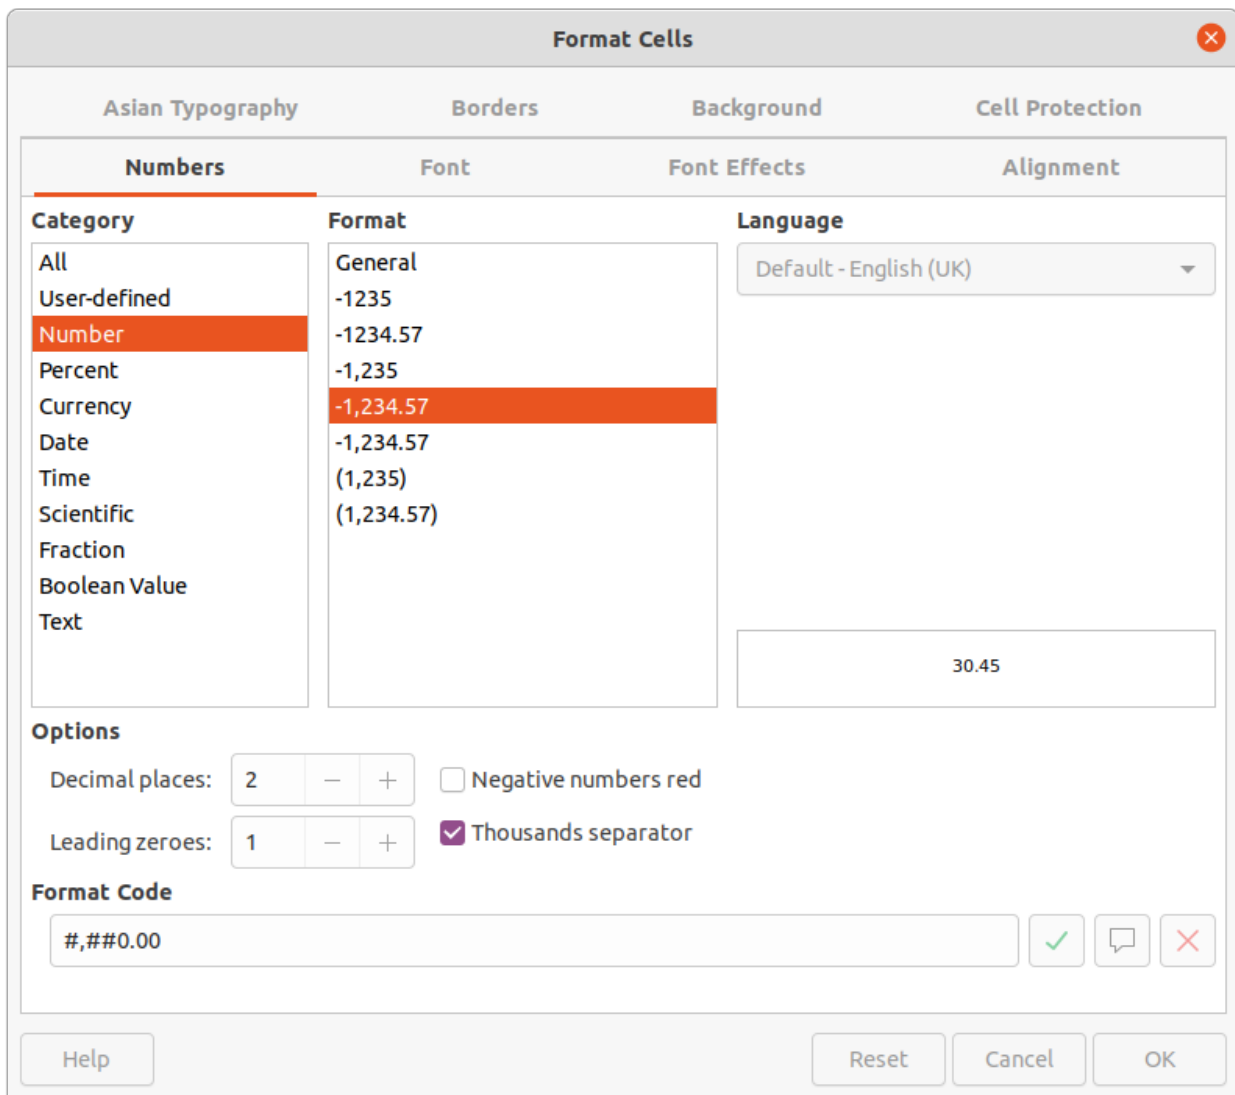 Format Cells
Asian Typography Borders Background Cell Protection
Numbers Font Font Effects Alignment
Category
All
User-defined
Number
Percent
Currency
Date
Time
Scientific
Fraction
Boolean Value
Text
Format
General
-1235
-1234.57
-1,235
-1,234.57
-1,234.57
(1,235)
(1,234.57)
Language
Default - English (UK)
30.45
Options
Decimal places: 2
Negative numbers red
Leading zeroes: 1
Thousands separator
Format Code
#,##0.00
Help Reset Cancel OK